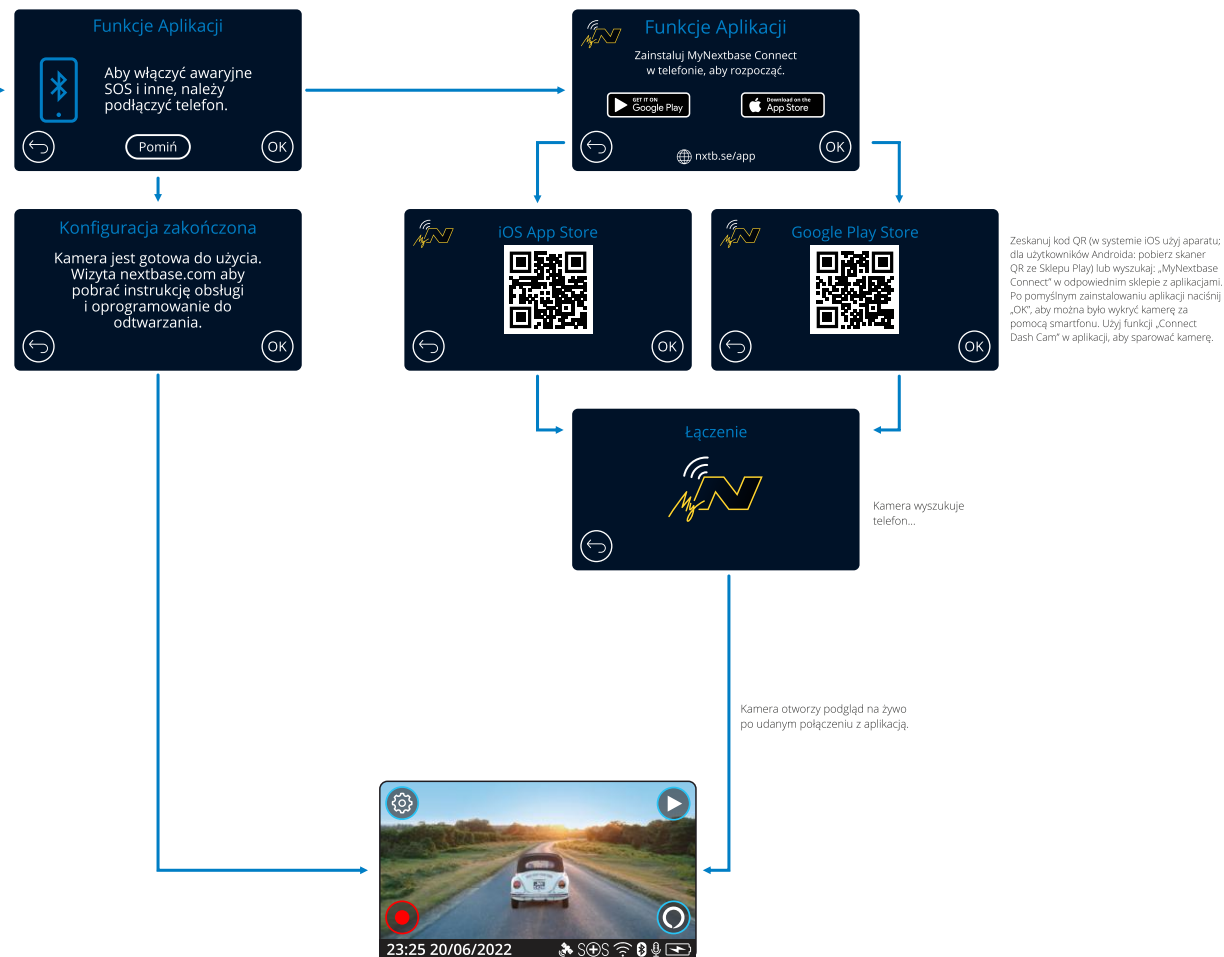 Funkcje Aplikacji
Aby włączyć awaryjne
SOS i inne, należy
podłączyć telefon.
Pomiń
OK
Funkcje Aplikacji
Zainstaluj MyNextbase Connect
w telefonie, aby rozpocząć.
GET IT ON
Google Play
Download on the
App Store
nxtb.se/app
OK
Konfiguracja zakończona
Kamera jest gotowa do użycia.
Wizyta nextbase.com aby
pobrać instrukcję obsługi
i oprogramowanie do
odtwarzania.
OK
My N
iOS App Store
OK
My N
Google Play Store
OK
Zeskanuj kod QR (w systemie iOS użyj aparatu;
dla użytkowników Androida: pobierz skaner
QR ze Sklepu Play) lub wyszukaj: „MyNextbase
Connect” w odpowiednim sklepie z aplikacjami.
Po pomyślnym zainstalowaniu aplikacji naciśnij
„OK”, aby można było wykryć kamerę za
pomocą smartfonu. Użyj funkcji „Connect
Dash Cam” w aplikacji, aby sparować kamerę.
Łączenie
My N
Kamera wyszukuje
telefon...
Kamera otworzy podgląd na żywo
po udanym połączeniu z aplikacją.
23:25 20/06/2022
SOS